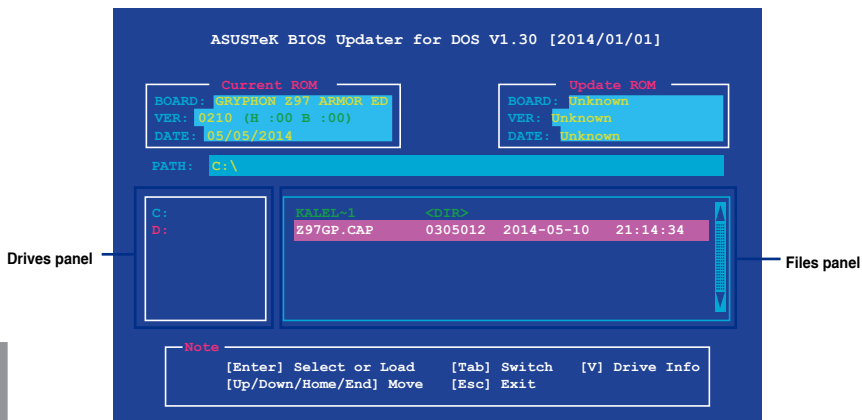 ASUSTeK BIOS Updater for DOS V1.30 [2014/01/01]
Current ROM
BOARD: GRYPHON Z97 ARMOR ED
VER: 0210 (H :00 B :00)
DATE: 05/05/2014
Update ROM
BOARD: Unknown
VER: Unknown
DATE: Unknown
PATH: C:\
C:
D:
KALEL~1 <DIR>
Z97GP.CAP 0305012 2014-05-10 21:14:34
Drives panel
Files panel
Note
[Enter] Select or Load [Tab] Switch [V] Drive Info
[Up/Down/Home/End] Move [Esc] Exit